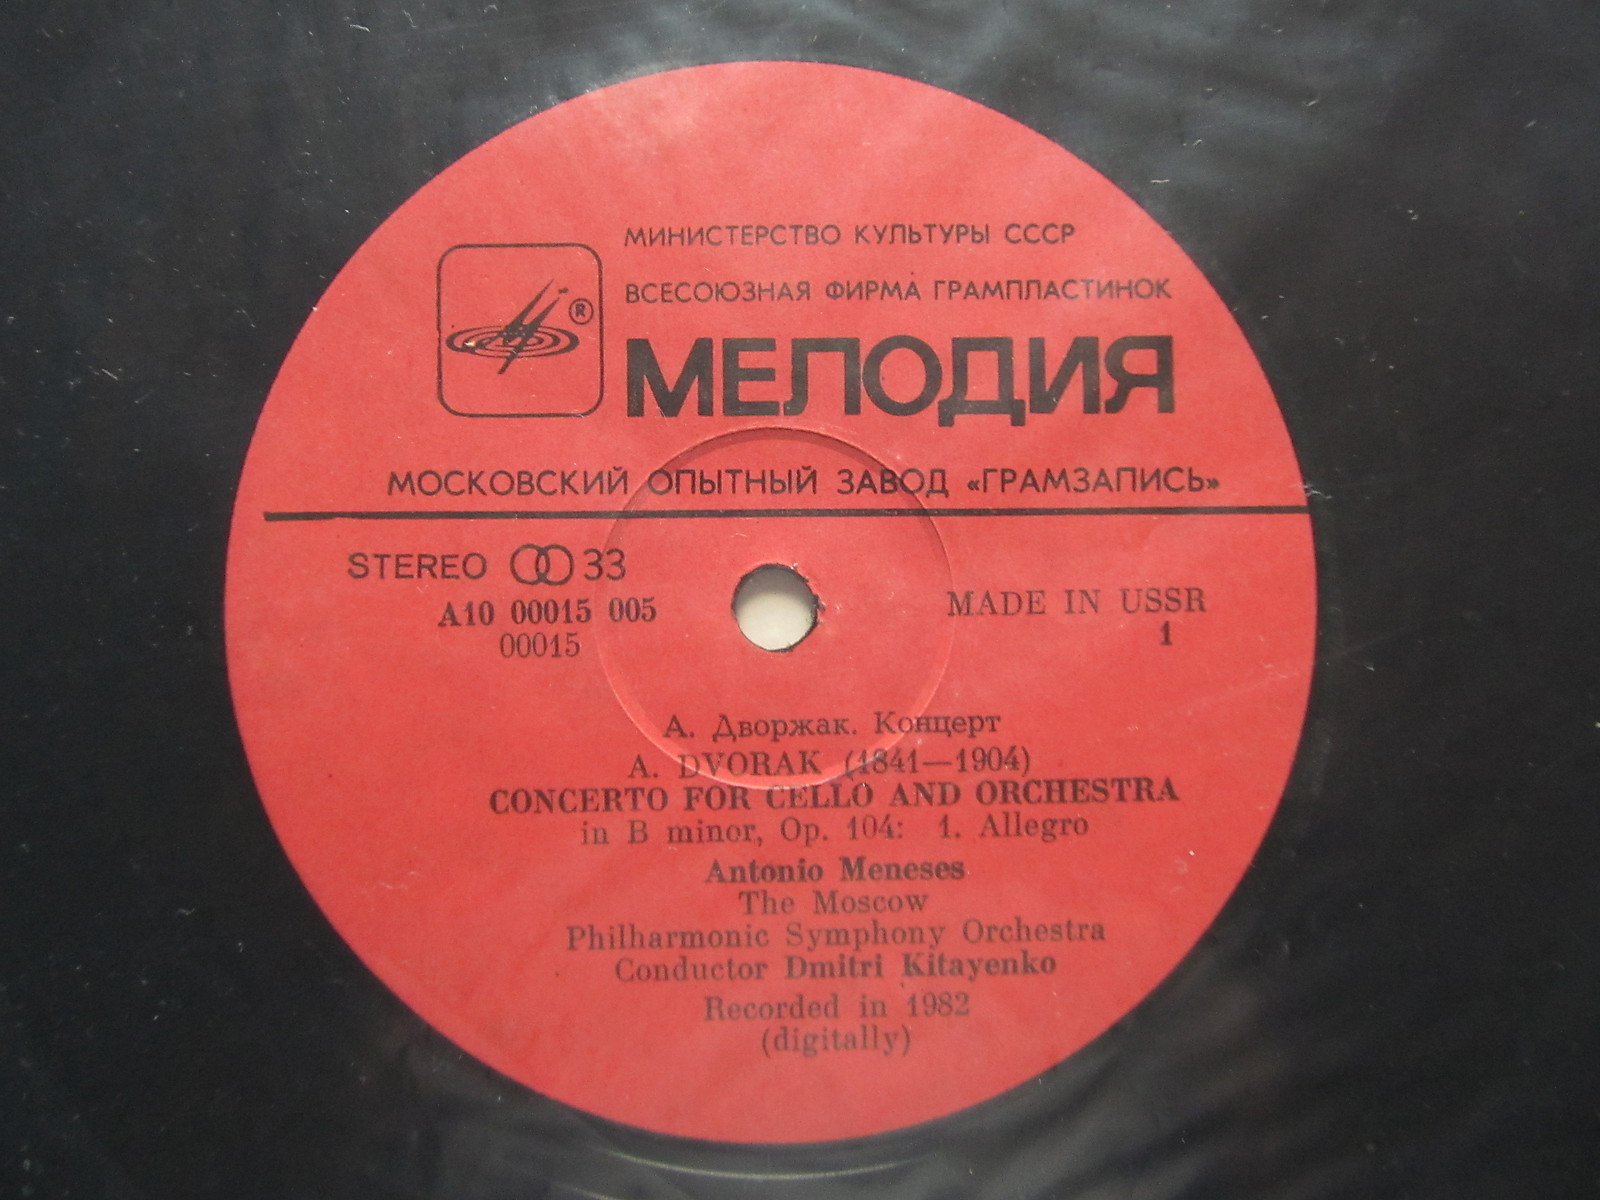 МИНИСТЕРСТВО КУЛЬТУРЫ СССР
ВСЕСОЮЗНАЯ ФИРМА ГРАМПЛАСТИНОК
®
МЕЛОДИЯ
МОСКОВСКИЙ ОПЫТНЫЙ ЗАВОД «ГРАМЗАПИСЬ»
STEREO 33
А10 00015 005
00015
MADE IN USSR
1
А. Дворжак. Концерт
A. DVORAK (1841—1904)
CONCERTO FOR CELLO AND ORCHESTRA
in B minor, Op. 104: 1. Allegro
Antonio Meneses
The Moscow
Philharmonic Symphony Orchestra
Conductor Dmitri Kitayenko
Recorded in 1982
(digitally)